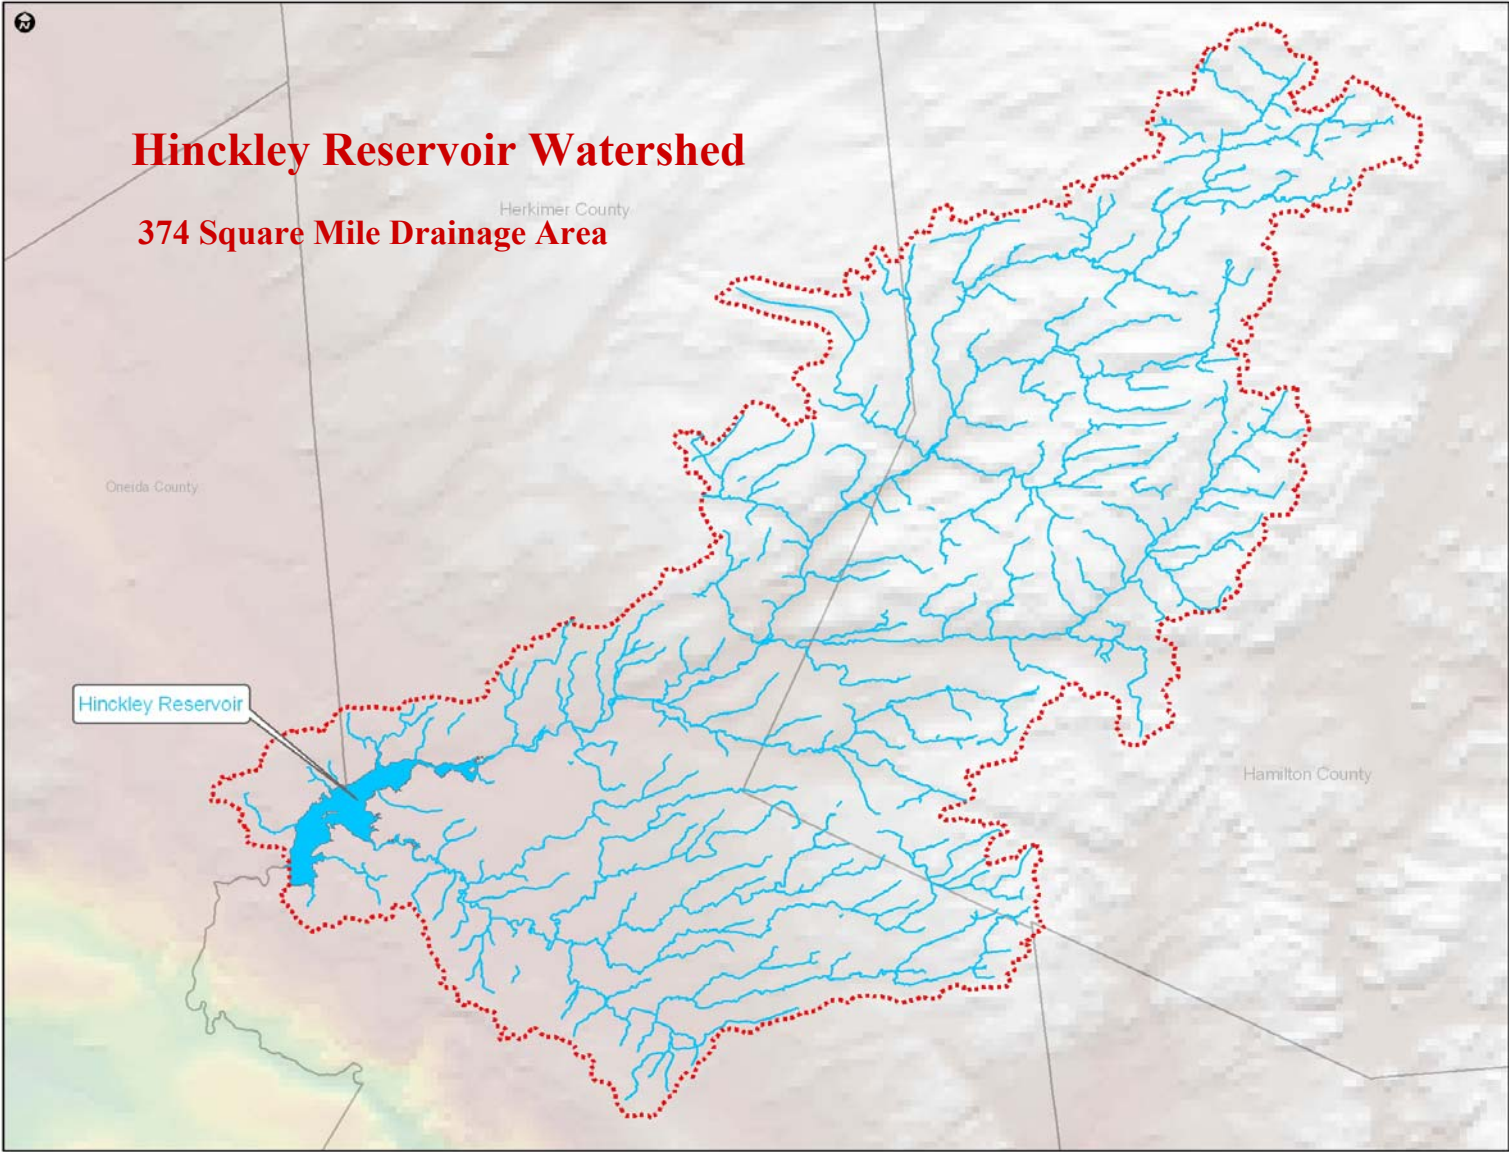 N
Hinckley Reservoir Watershed
Herkimer County
374 Square Mile Drainage Area
Oneida County
Hinckley Reservoir
Hamilton County